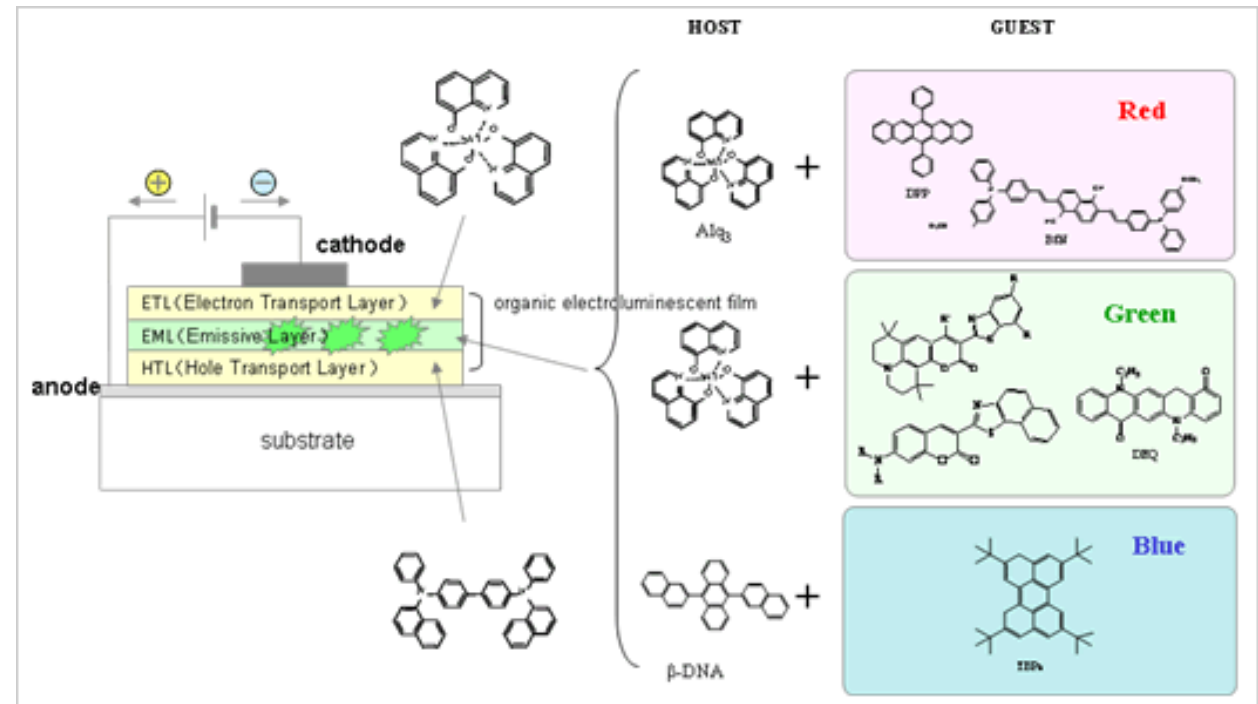 HOST
GUEST
Red
DPP
Alq3
cathode
ETL(Electron Transport Layer)
organic electroluminescent film
EML(Emissive Layer)
HTL(Hole Transport Layer)
anode
substrate
Green
Blue
β-DNA